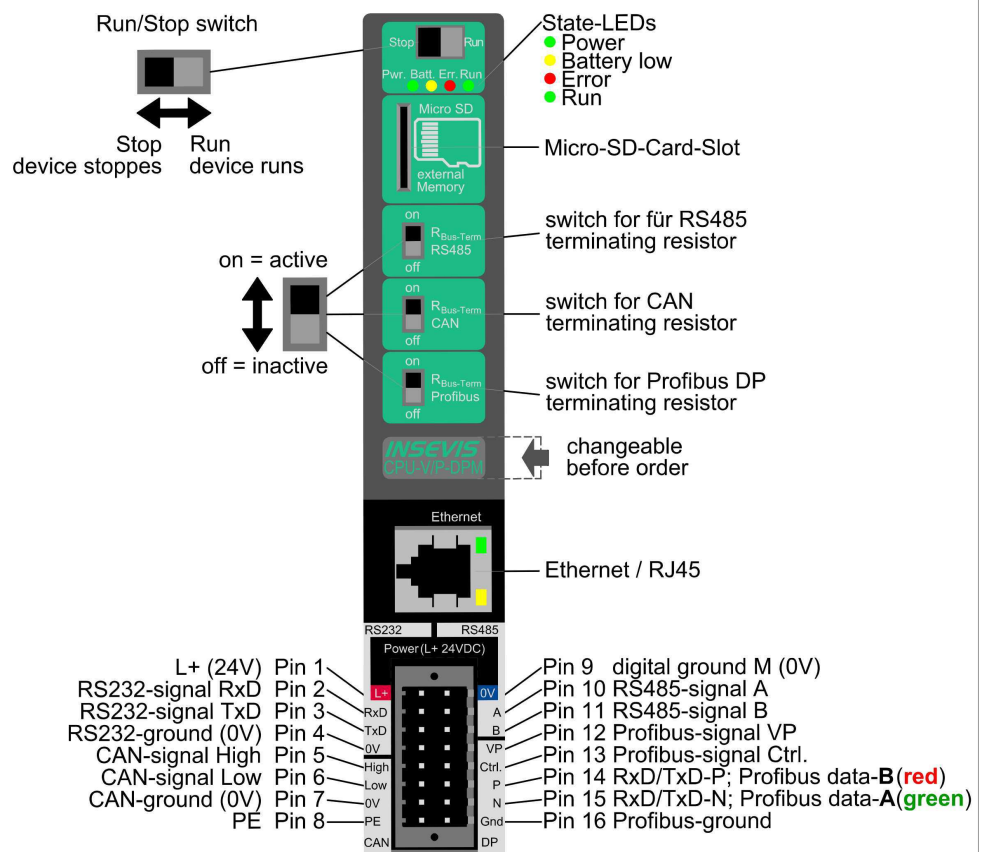 Run/Stop switch
Stop
Run
device stoppes
device runs
Stop Run
Pwr. Batt. Err. Run
State-LEDs
Power
Battery low
Error
Run
Micro SD
external
Memory
Micro-SD-Card-Slot
on
RBus-Term
RS485
off
switch for für RS485
terminating resistor
on = active
off = inactive
on
RBus-Term
CAN
off
switch for CAN
terminating resistor
on
RBus-Term
Profibus
off
switch for Profibus DP
terminating resistor
INSEVIS
CPU-V/P-DPM
changeable
before order
Ethernet
Ethernet / RJ45
RS232 RS485
Power(L+ 24VDC)
L+ (24V) Pin 1
RS232-signal RxD Pin 2
RS232-signal TxD Pin 3
RS232-ground (0V) Pin 4
CAN-signal High Pin 5
CAN-signal Low Pin 6
CAN-ground (0V) Pin 7
PE Pin 8
L+
RxD
TxD
0V
High
Low
0V
PE
CAN
0V
A
B
VP
Ctrl.
P
N
Gnd
DP
Pin 9 digital ground M (0V)
Pin 10 RS485-signal A
Pin 11 RS485-signal B
Pin 12 Profibus-signal VP
Pin 13 Profibus-signal Ctrl.
Pin 14 RxD/TxD-P; Profibus data-B(red)
Pin 15 RxD/TxD-N; Profibus data-A(green)
Pin 16 Profibus-ground